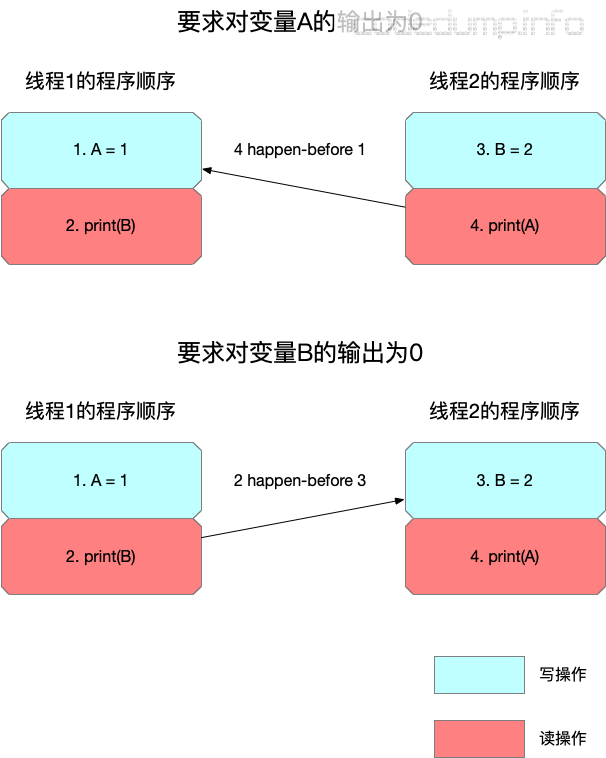 要求对变量A的输出为0
codedump.info
线程1的程序顺序
线程2的程序顺序
1. A = 1
4 happen-before 1
3. B = 2
2. print(B)
4. print(A)
要求对变量B的输出为0
线程1的程序顺序
线程2的程序顺序
1. A = 1
2 happen-before 3
3. B = 2
2. print(B)
4. print(A)
写操作
读操作